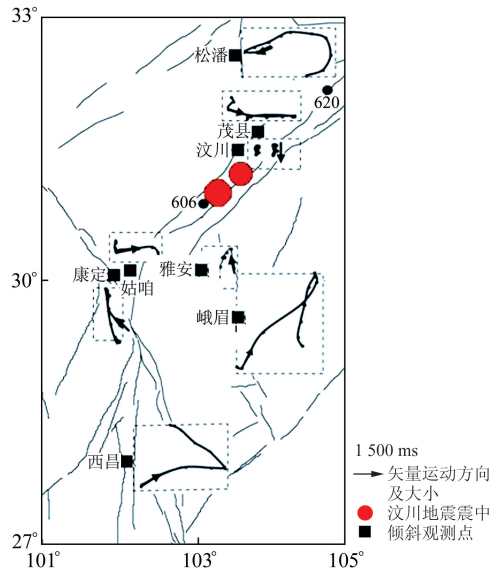 33°
松潘
620
茂县
汶川
606
30°
康定
姑咱
雅安
峨眉
西昌
27°
101°
103°
105°
1 500 ms
矢量运动方向
及大小
汶川地震震中
倾斜观测点